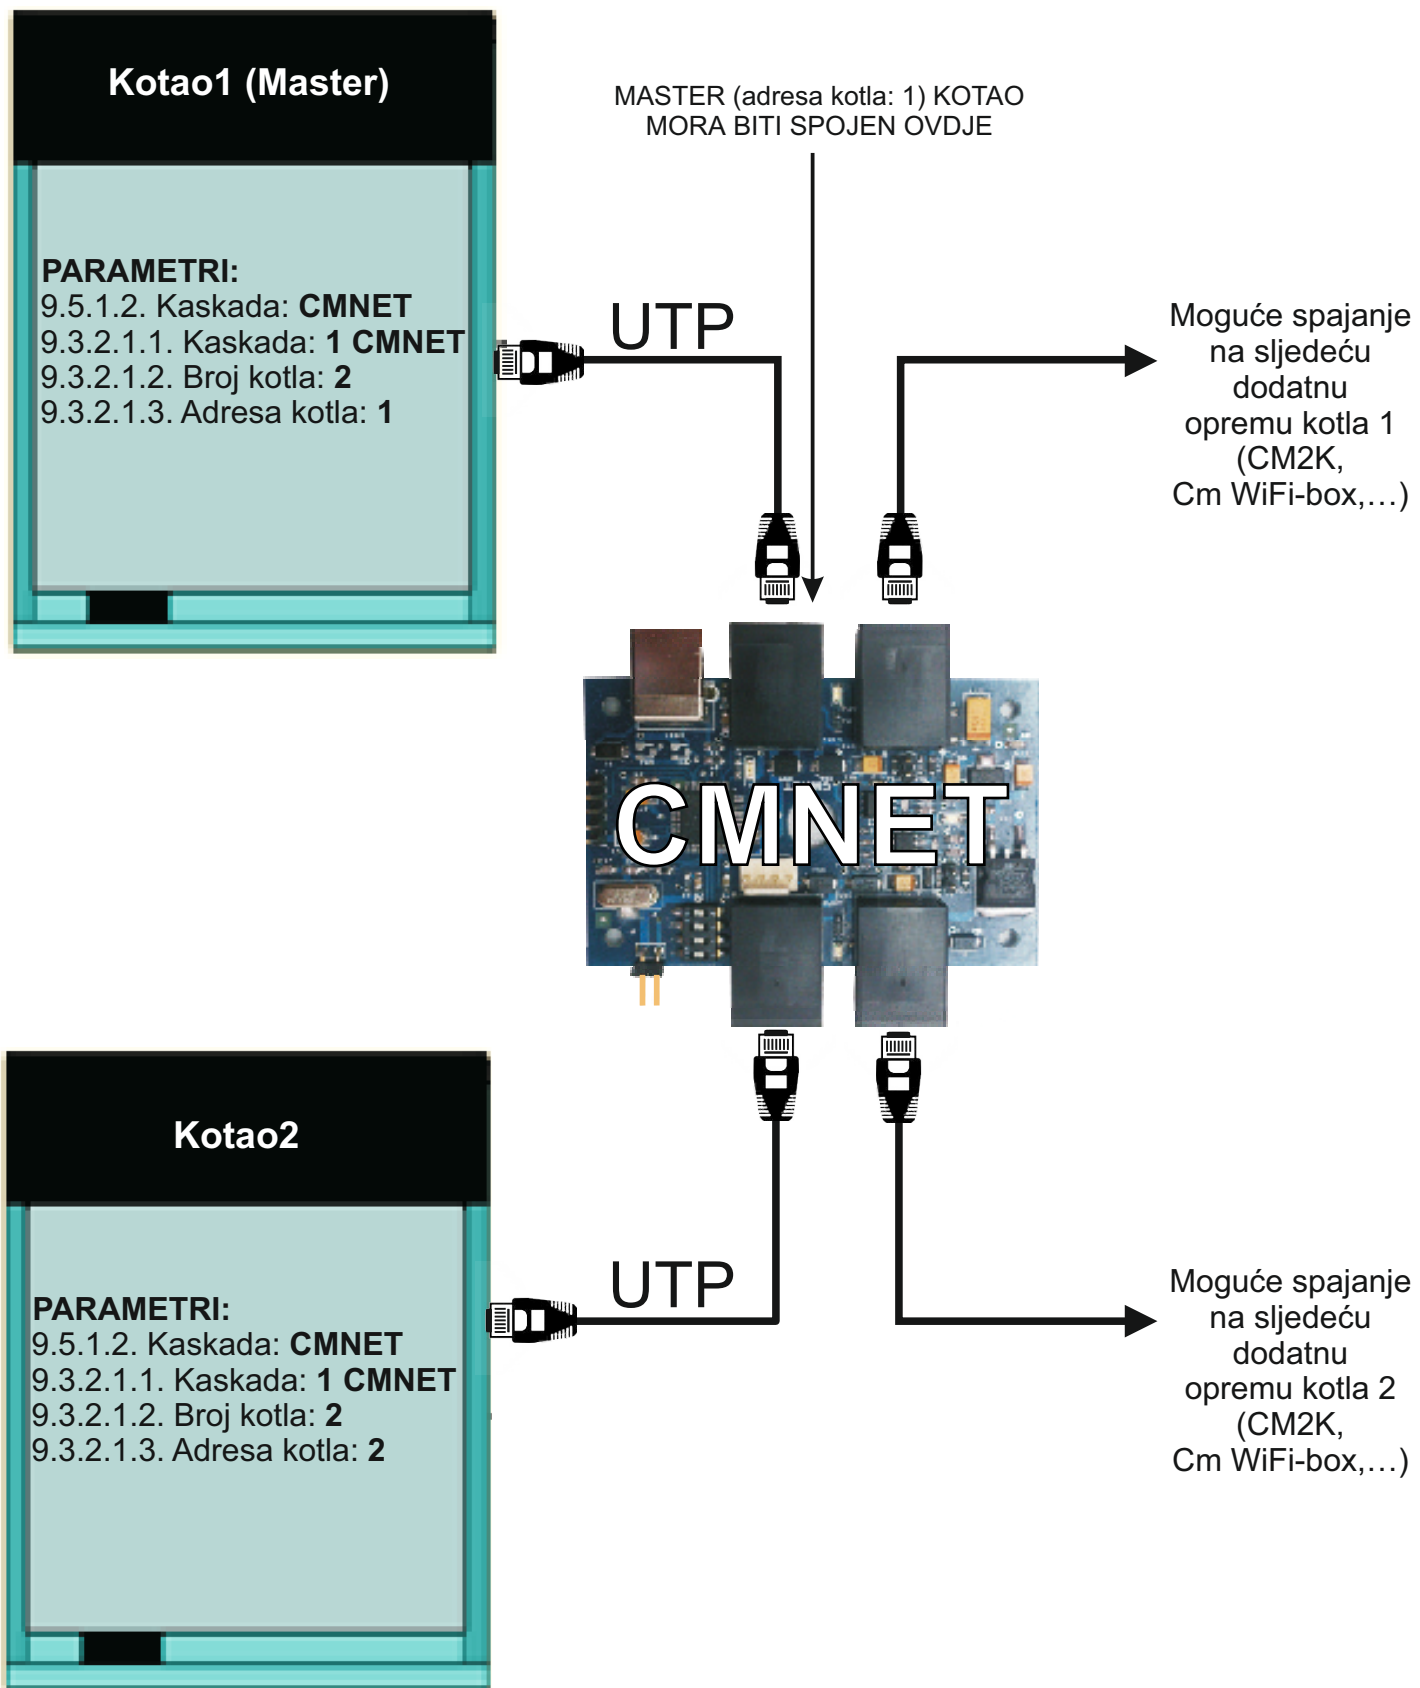 Kotao1 (Master)
MASTER (adresa kotla: 1) KOTAO
MORA BITI SPOJEN OVDJE
PARAMETRI:
9.5.1.2. Kaskada: CMNET
9.3.2.1.1. Kaskada: 1 CMNET
9.3.2.1.2. Broj kotla: 2
9.3.2.1.3. Adresa kotla: 1
UTP
Moguće spajanje
na sljedeću
dodatnu
opremu kotla 1
(CM2K,
Cm WiFi-box,...)
CMNET
Kotao2
PARAMETRI:
9.5.1.2. Kaskada: CMNET
9.3.2.1.1. Kaskada: 1 CMNET
9.3.2.1.2. Broj kotla: 2
9.3.2.1.3. Adresa kotla: 2
UTP
Moguće spajanje
na sljedeću
dodatnu
opremu kotla 2
(CM2K,
Cm WiFi-box,...)